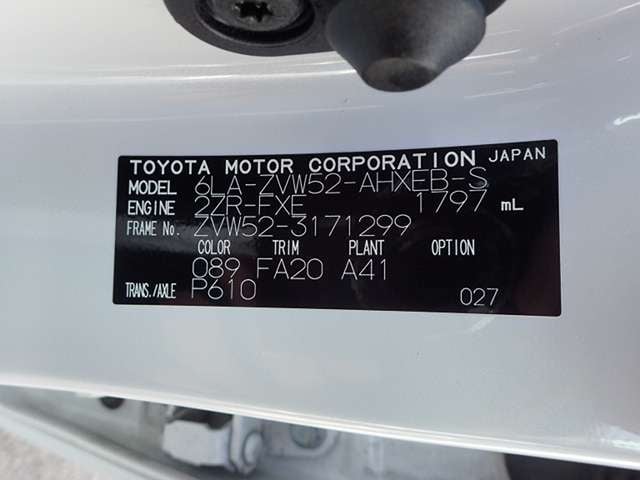 TOYOTA MOTOR CORPORATION JAPAN
MODEL 6LA-ZVW52-AHXEB-S
ENGINE 2ZR-FXE 1797 mL
FRAME No. ZVW52-3171299
COLOR TRIM PLANT OPTION
089 FA20 A41
TRANS./AXLE P610 027